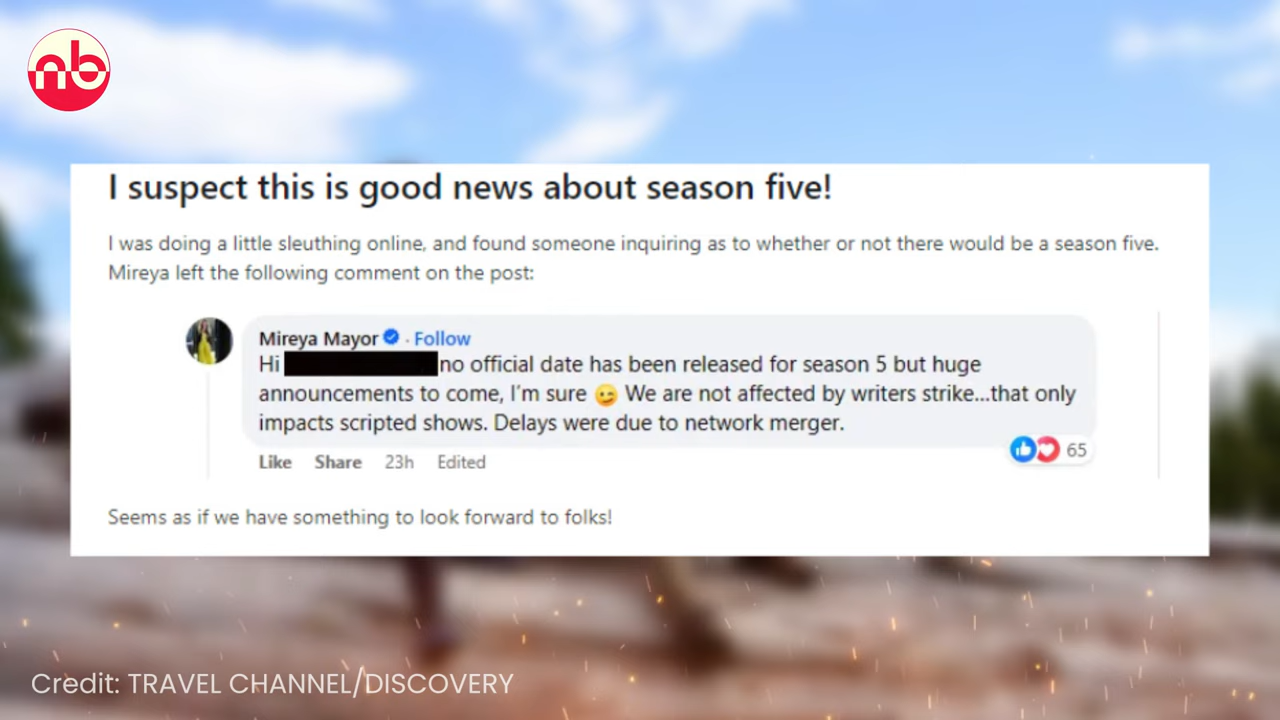 nb
I suspect this is good news about season five!
I was doing a little sleuthing online, and found someone inquiring as to whether or not there would be a season five.
Mireya left the following comment on the post:
Mireya Mayor · Follow
Hi no official date has been released for season 5 but huge
announcements to come, I'm sure 😉 We are not affected by writers strike...that only
impacts scripted shows. Delays were due to network merger.
Like Share 23h Edited 65
Seems as if we have something to look forward to folks!
Credit: TRAVEL CHANNEL/DISCOVERY